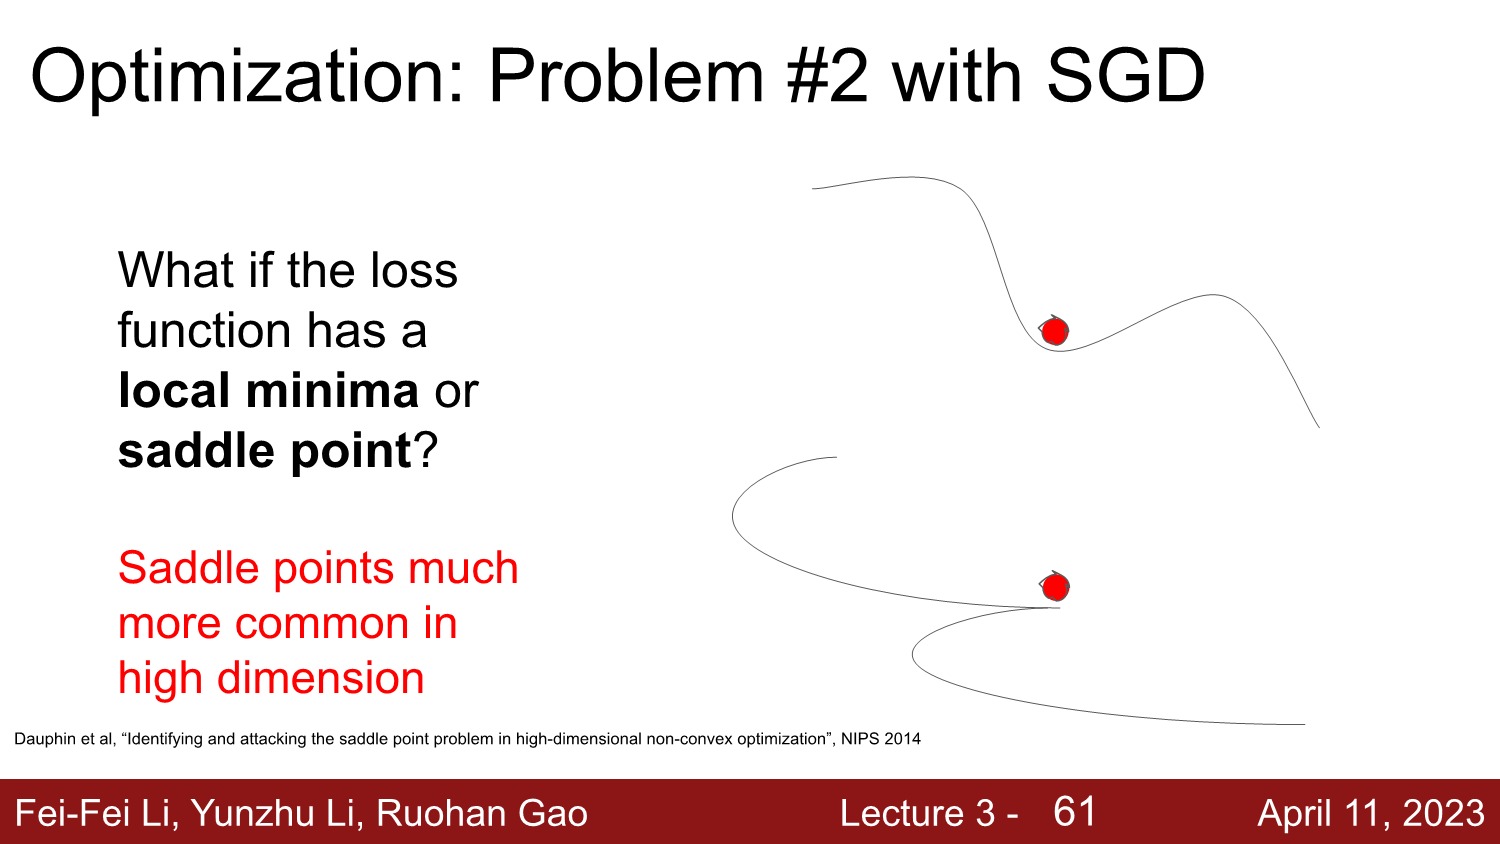 Optimization: Problem #2 with SGD
What if the loss
function has a
local minima or
saddle point?
Saddle points much
more common in
high dimension
Dauphin et al, “Identifying and attacking the saddle point problem in high-dimensional non-convex optimization”, NIPS 2014
Fei-Fei Li, Yunzhu Li, Ruohan Gao Lecture 3 - 61 April 11, 2023